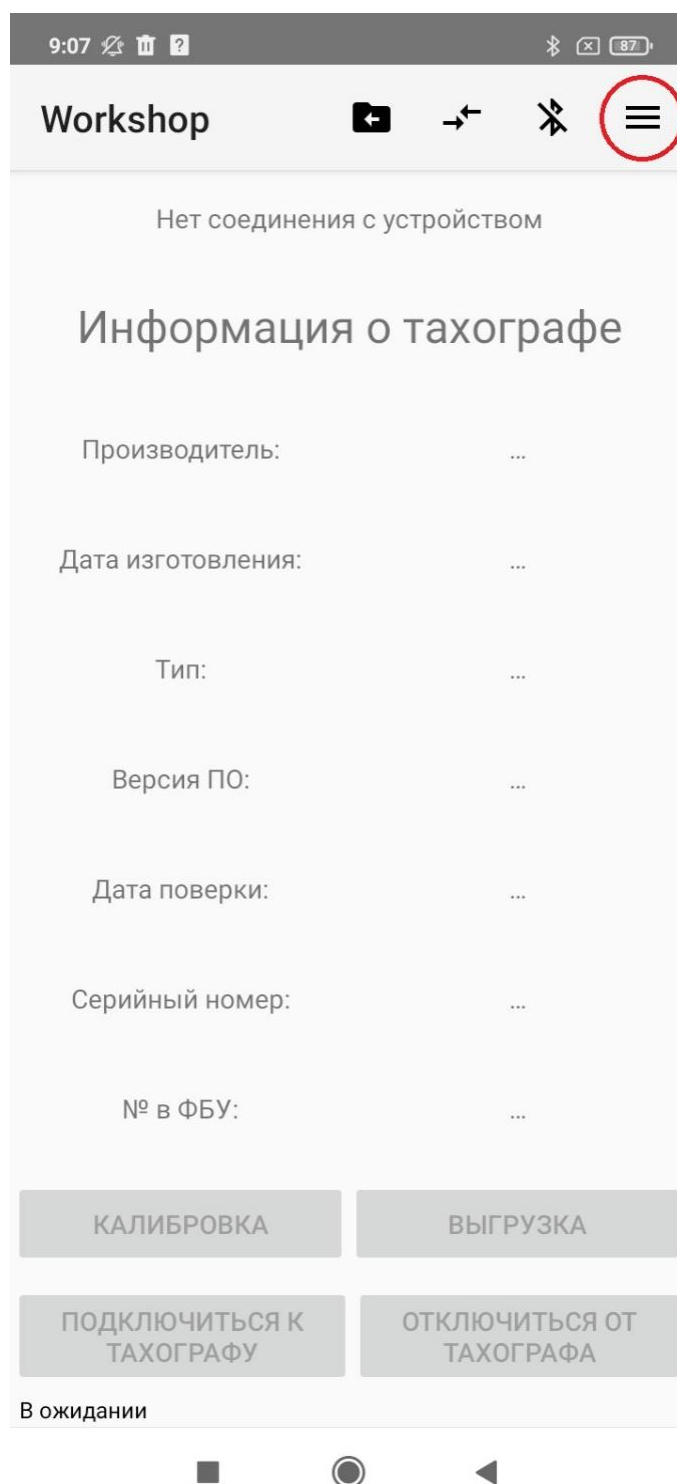 9:07
87
Workshop
Нет соединения с устройством
Информация о тахографе
Производитель: ...
Дата изготовления: ...
Тип: ...
Версия ПО: ...
Дата поверки: ...
Серийный номер: ...
№ в ФБУ: ...
КАЛИБРОВКА
ВЫГРУЗКА
ПОДКЛЮЧИТЬСЯ К
ТАХОГРАФУ
ОТКЛЮЧИТЬСЯ ОТ
ТАХОГРАФА
В ожидании